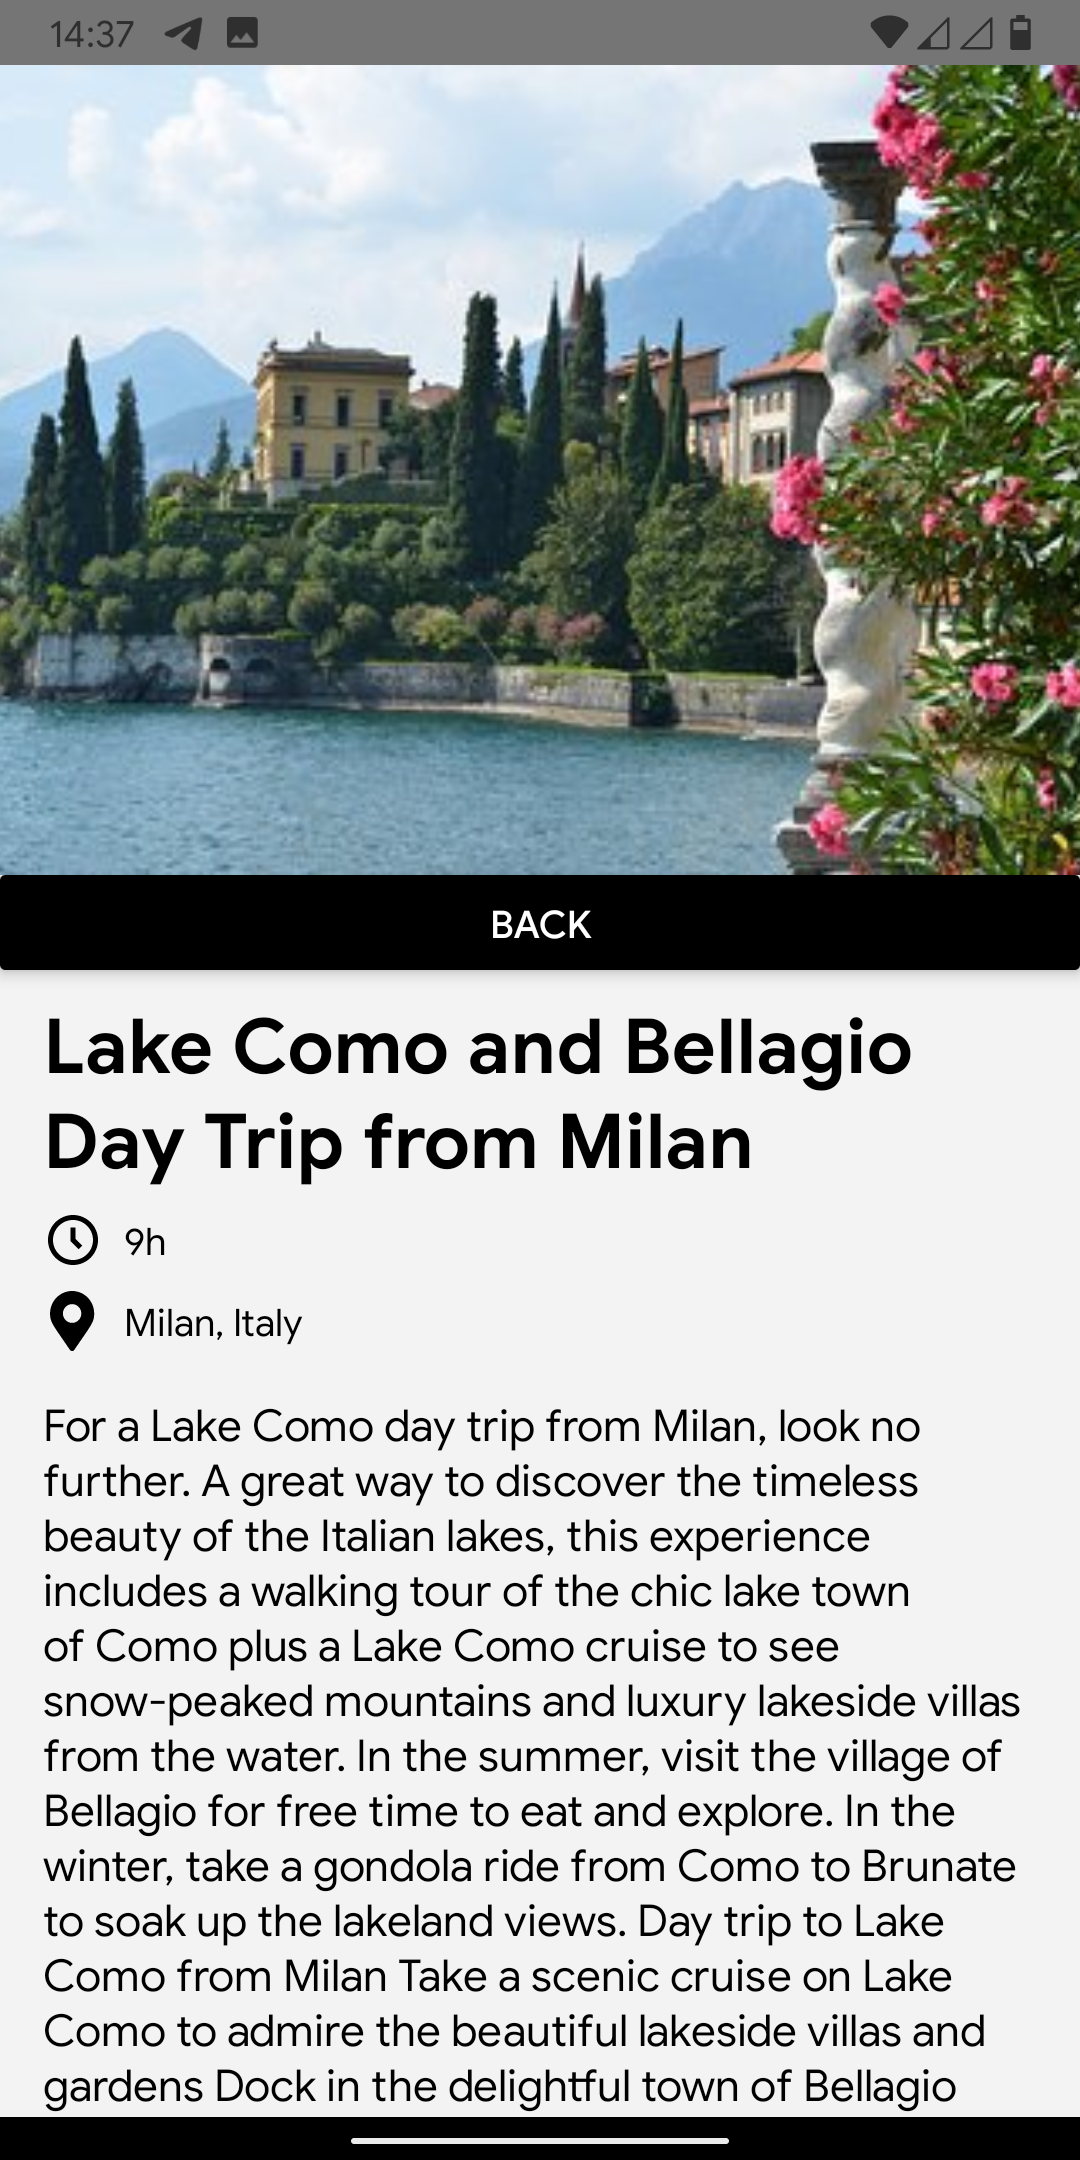 14:37
BACK
Lake Como and Bellagio
Day Trip from Milan
9h
Milan, Italy
For a Lake Como day trip from Milan, look no
further. A great way to discover the timeless
beauty of the Italian lakes, this experience
includes a walking tour of the chic lake town
of Como plus a Lake Como cruise to see
snow-peaked mountains and luxury lakeside villas
from the water. In the summer, visit the village of
Bellagio for free time to eat and explore. In the
winter, take a gondola ride from Como to Brunate
to soak up the lakeland views. Day trip to Lake
Como from Milan Take a scenic cruise on Lake
Como to admire the beautiful lakeside villas and
gardens Dock in the delightful town of Bellagio